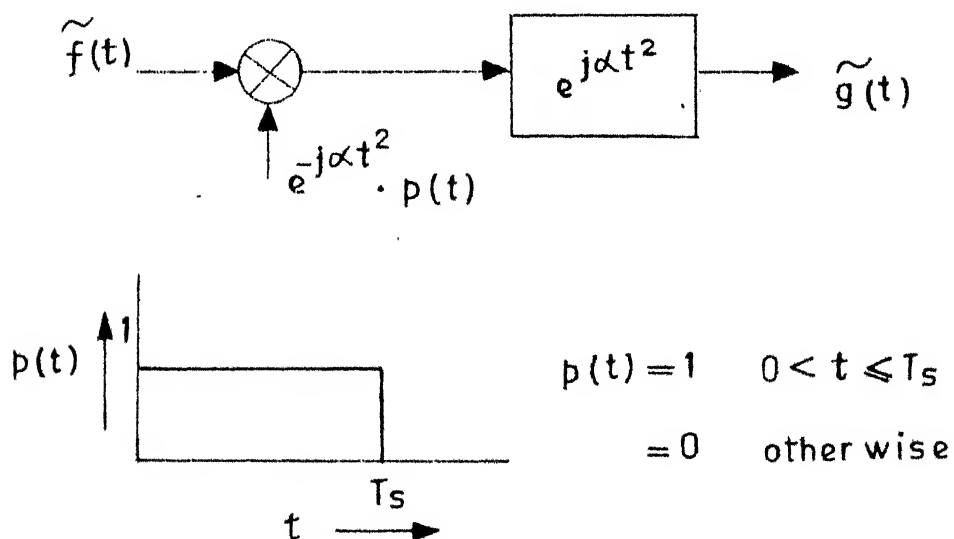 f̃(t)
e^{jαt²}
g̃(t)
e^{-jαt²} · p(t)
1
p(t)
p(t) = 1 0 < t ⩽ Ts
= 0 other wise
Ts
t